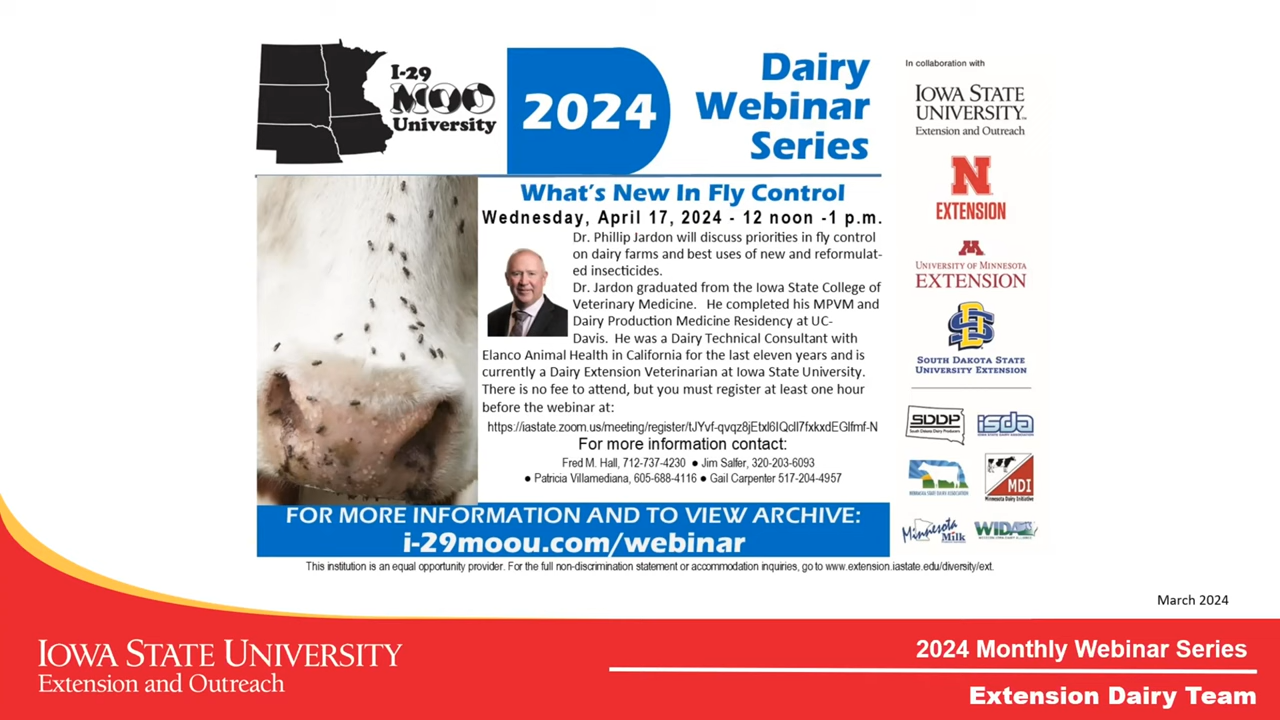 I-29
MOO
University
2024
Dairy
Webinar
Series
What's New In Fly Control
Wednesday, April 17, 2024 - 12 noon -1 p.m.
Dr. Phillip Jardon will discuss priorities in fly control
on dairy farms and best uses of new and reformulat-
ed insecticides.
Dr. Jardon graduated from the Iowa State College of
Veterinary Medicine. He completed his MPVM and
Dairy Production Medicine Residency at UC-
Davis. He was a Dairy Technical Consultant with
Elanco Animal Health in California for the last eleven years and is
currently a Dairy Extension Veterinarian at Iowa State University.
There is no fee to attend, but you must register at least one hour
before the webinar at:
For more information contact:
Fred M. Hall, 712-737-4230 ● Jim Salfer, 320-203-6093
● Patricia Villamediana, 605-688-4116 ● Gail Carpenter 517-204-4957
FOR MORE INFORMATION AND TO VIEW ARCHIVE:
i-29moou.com/webinar
In collaboration with
IOWA STATE
UNIVERSITY™
Extension and Outreach
N
EXTENSION
M
UNIVERSITY OF MINNESOTA
EXTENSION
SOUTH DAKOTA STATE
UNIVERSITY EXTENSION
SDDP
South Dakota Dairy Producers
isda
MDI
Minnesota Dairy Initiative
Minnesota
Milk
WIDA
This institution is an equal opportunity provider. For the full non-discrimination statement or accommodation inquiries, go to www.extension.iastate.edu/diversity/ext.
March 2024
IOWA STATE UNIVERSITY
Extension and Outreach
2024 Monthly Webinar Series
Extension Dairy Team